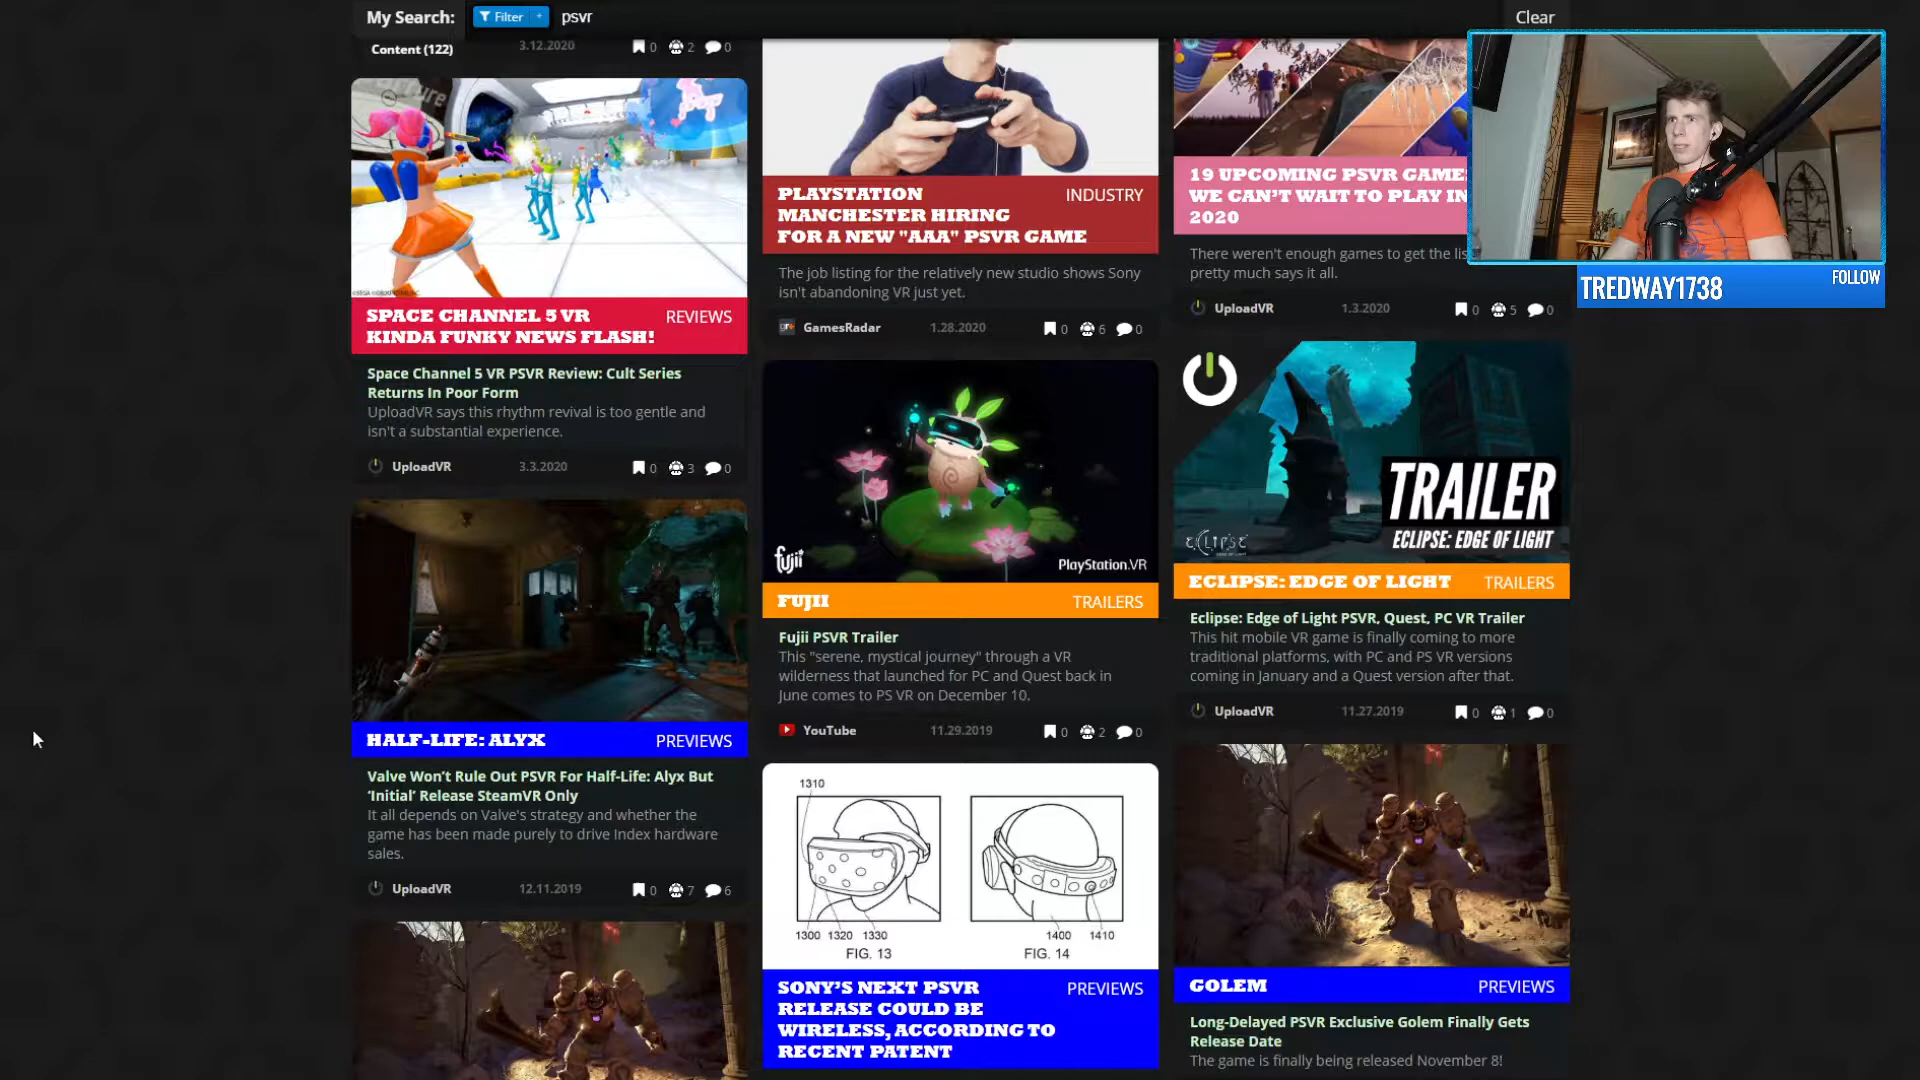 My Search:
Filter +
psvr
Clear
Content (122)
3.12.2020
0
2
0
SPACE CHANNEL 5 VR
KINDA FUNKY NEWS FLASH!
REVIEWS
Space Channel 5 VR PSVR Review: Cult Series
Returns In Poor Form
UploadVR says this rhythm revival is too gentle and
isn't a substantial experience.
UploadVR
3.3.2020
0
3
0
HALF-LIFE: ALYX
PREVIEWS
Valve Won’t Rule Out PSVR For Half-Life: Alyx But
‘Initial’ Release SteamVR Only
It all depends on Valve's strategy and whether the
game has been made purely to drive Index hardware
sales.
UploadVR
12.11.2019
0
7
6
PLAYSTATION
MANCHESTER HIRING
FOR A NEW "AAA" PSVR GAME
INDUSTRY
The job listing for the relatively new studio shows Sony
isn't abandoning VR just yet.
GamesRadar
1.28.2020
0
6
0
fujii
PlayStation.VR
FUJII
TRAILERS
Fujii PSVR Trailer
This "serene, mystical journey" through a VR
wilderness that launched for PC and Quest back in
June comes to PS VR on December 10.
YouTube
11.29.2019
0
2
0
1310
1300 1320 1330
FIG. 13
1400 1410
FIG. 14
SONY’S NEXT PSVR
RELEASE COULD BE
WIRELESS, ACCORDING TO
RECENT PATENT
PREVIEWS
19 UPCOMING PSVR GAME
WE CAN’T WAIT TO PLAY IN
2020
There weren't enough games to get the lis
pretty much says it all.
UploadVR
1.3.2020
0
5
0
TRAILER
ECLIPSE: EDGE OF LIGHT
ECLIPSE
ECLIPSE: EDGE OF LIGHT
TRAILERS
Eclipse: Edge of Light PSVR, Quest, PC VR Trailer
This hit mobile VR game is finally coming to more
traditional platforms, with PC and PS VR versions
coming in January and a Quest version after that.
UploadVR
11.27.2019
0
1
0
GOLEM
PREVIEWS
Long-Delayed PSVR Exclusive Golem Finally Gets
Release Date
The game is finally being released November 8!
TREDWAY1738
FOLLOW